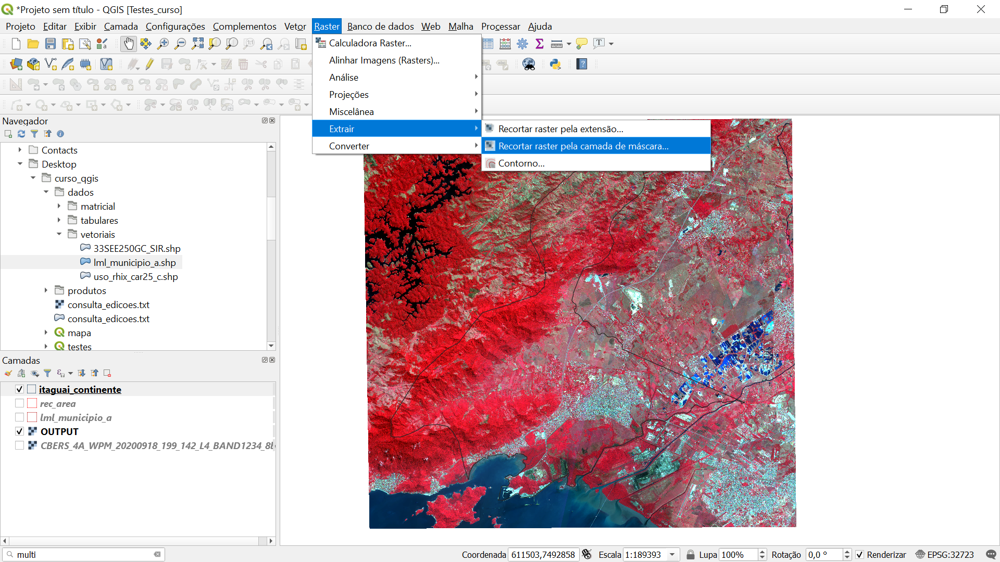 *Projeto sem título - QGIS [Testes_curso]
Projeto Editar Exibir Camada Configurações Complementos Vetor Raster Banco de dados Web Malha Processar Ajuda
Calculadora Raster...
Alinhar Imagens (Rasters)...
Análise
Projeções
Miscelânea
Extrair
Converter
Recortar raster pela extensão...
Recortar raster pela camada de máscara...
Contorno...
Navegador
Contacts
Desktop
curso_qgis
dados
matricial
tabulares
vetoriais
33SEE250GC_SIR.shp
lml_municipio_a.shp
uso_rhix_car25_c.shp
produtos
consulta_edicoes.txt
consulta_edicoes.txt
mapa
testes
Camadas
itaguai_continente
rec_area
lml_municipio_a
OUTPUT
CBERS_4A_WPM_20200918_199_142_L4_BAND1234_8b
multi
Coordenada 611503,7492858 Escala 1:189393 Lupa 100% Rotação 0,0 ° Renderizar EPSG:32723